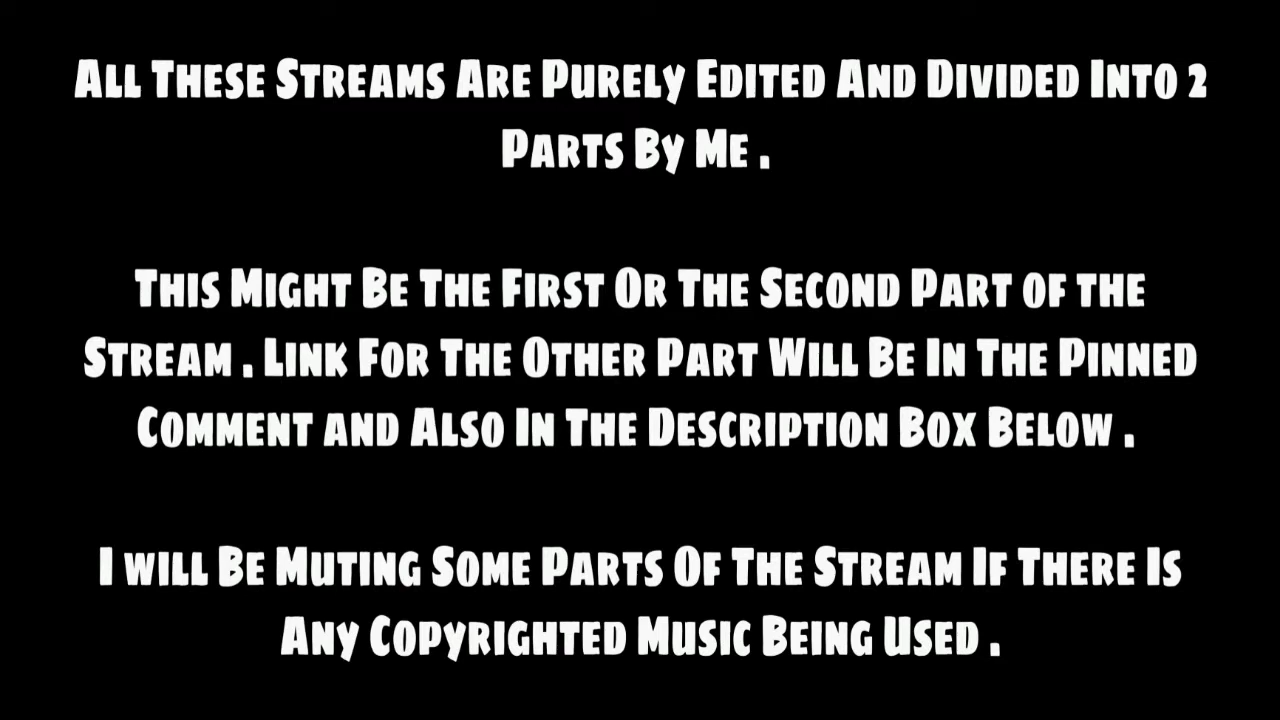 All These Streams Are Purely Edited And Divided Into 2
Parts By Me .
This Might Be The First Or The Second Part of the
Stream . Link For The Other Part Will Be In The Pinned
Comment and Also In The Description Box Below .
I will Be Muting Some Parts Of The Stream If There Is
Any Copyrighted Music Being Used .